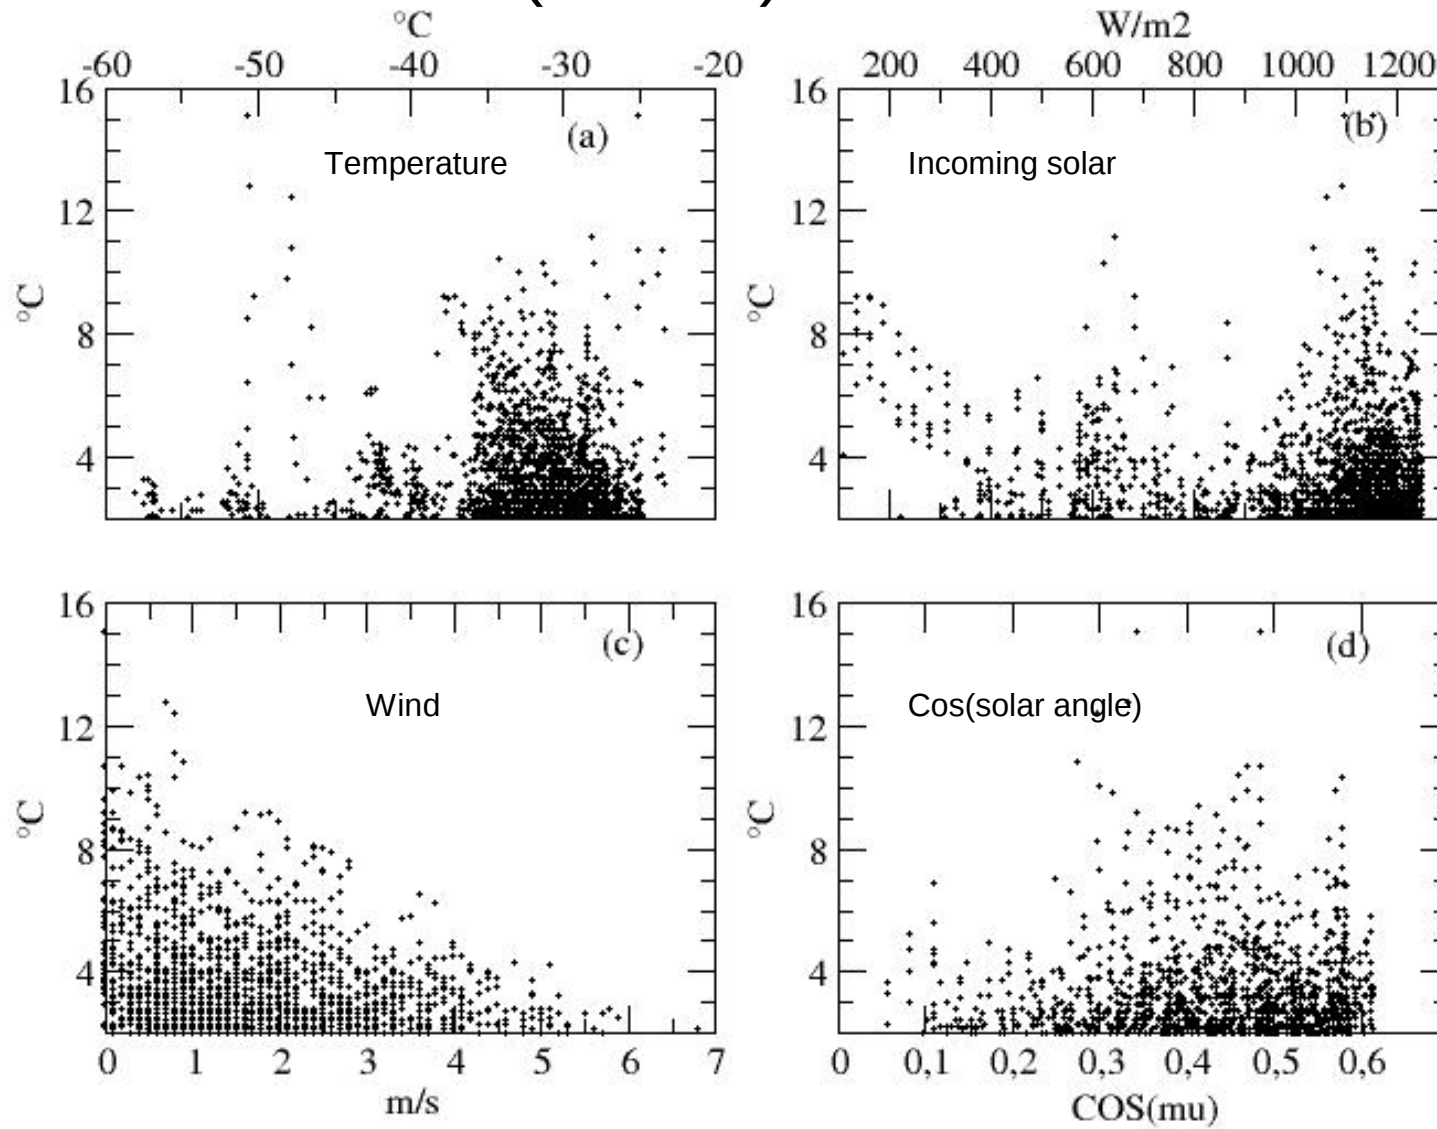 °C
-60 -50 -40 -30 -20
16
12
8
4
°C
(a)
Temperature
W/m2
200 400 600 800 1000 1200
16
12
8
4
°C
(b)
Incoming solar
16
12
8
4
°C
(c)
Wind
0 1 2 3 4 5 6 7
m/s
16
12
8
4
°C
(d)
Cos(solar angle)
0 0,1 0,2 0,3 0,4 0,5 0,6
COS(mu)